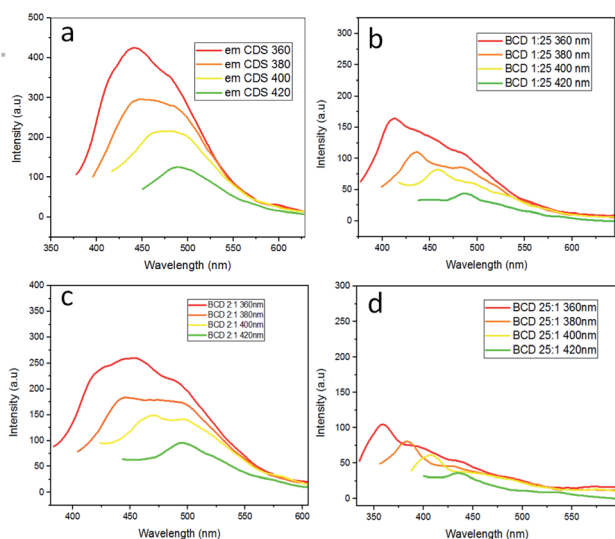 a
em CDS 360
em CDS 380
em CDS 400
em CDS 420
500
400
300
200
100
0
350 400 450 500 550 600
Intensity (a.u)
Wavelength (nm)
b
BCD 1:25 360 nm
BCD 1:25 380 nm
BCD 1:25 400 nm
BCD 1:25 420 nm
300
250
200
150
100
50
0
400 450 500 550 600
Intensity (a.u)
Wavelength (nm)
c
BCD 2:1 360nm
BCD 2:1 380nm
BCD 2:1 400nm
BCD 2:1 420nm
400
350
300
250
200
150
100
50
0
400 450 500 550 600
Intensity (a.u)
Wavelength (nm)
d
BCD 25:1 360nm
BCD 25:1 380nm
BCD 25:1 400nm
BCD 25:1 420nm
300
250
200
150
100
50
0
350 400 450 500 550
Intensity (a.u)
Wavelength (nm)